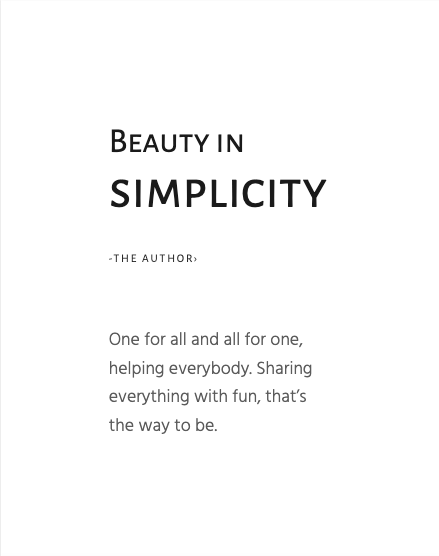 Beauty in
SIMPLICITY
-THE AUTHOR›
One for all and all for one,
helping everybody. Sharing
everything with fun, that’s
the way to be.